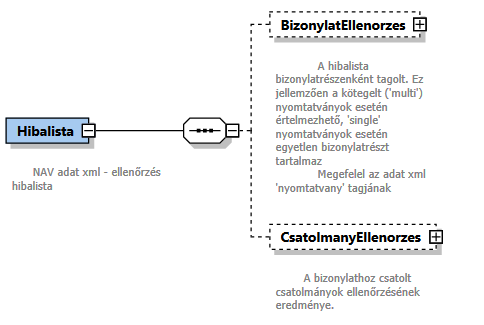 BizonylatEllenorzes
A hibalista
bizonylatrészenként tagolt. Ez
jellemzően a kötegelt ('multi')
nyomtatványok esetén
értelmezhető, 'single'
nyomtatványok esetén
egyetlen bizonylatrészt
tartalmaz
Megefelel az adat xml
'nyomtatvany' tagjának
Hibalista
NAV adat xml - ellenőrzés
hibalista
CsatolmanyEllenorzes
A bizonylathoz csatolt
csatolmányok ellenőrzésének
eredménye.